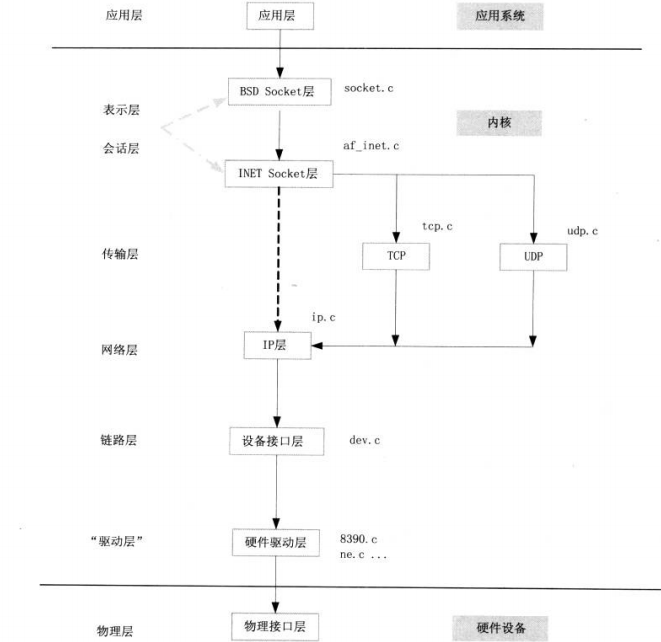 应用层 应用层 应用系统
BSD Socket层 socket.c
表示层
内核
会话层 af_inet.c
INET Socket层
tcp.c
udp.c
传输层 TCP UDP
ip.c
网络层 IP层
链路层 设备接口层 dev.c
“驱动层” 硬件驱动层 8390.c
ne.c ...
物理层 物理接口层 硬件设备